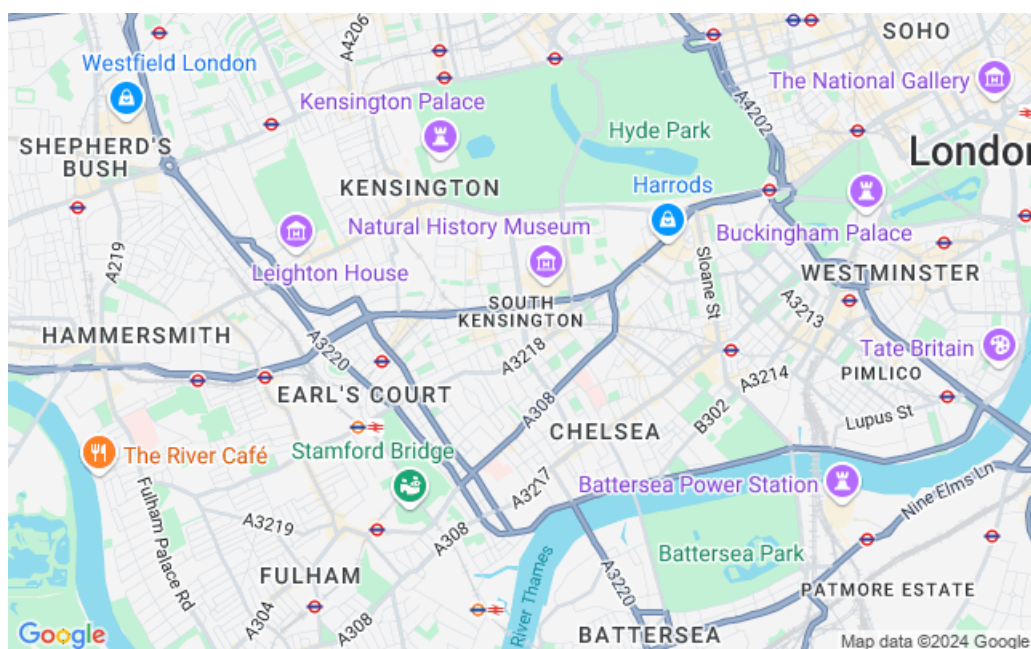 SOHO
A4206
Westfield London
The National Gallery
Kensington Palace
A4202
Hyde Park
SHEPHERD'S
BUSH
London
KENSINGTON
Harrods
Natural History Museum
Buckingham Palace
A219
Leighton House
Sloane St
WESTMINSTER
SOUTH
KENSINGTON
A3213
HAMMERSMITH
A3220
A3218
Tate Britain
PIMLICO
A3214
EARL'S COURT
A308
B302
Lupus St
CHELSEA
Stamford Bridge
The River Café
Battersea Power Station
A3217
Nine Elms Ln
Fulham Palace Rd
A3219
A308
Battersea Park
FULHAM
River Thames
A3220
PATMORE ESTATE
A304
A308
BATTERSEA
Google
Map data ©2024 Google